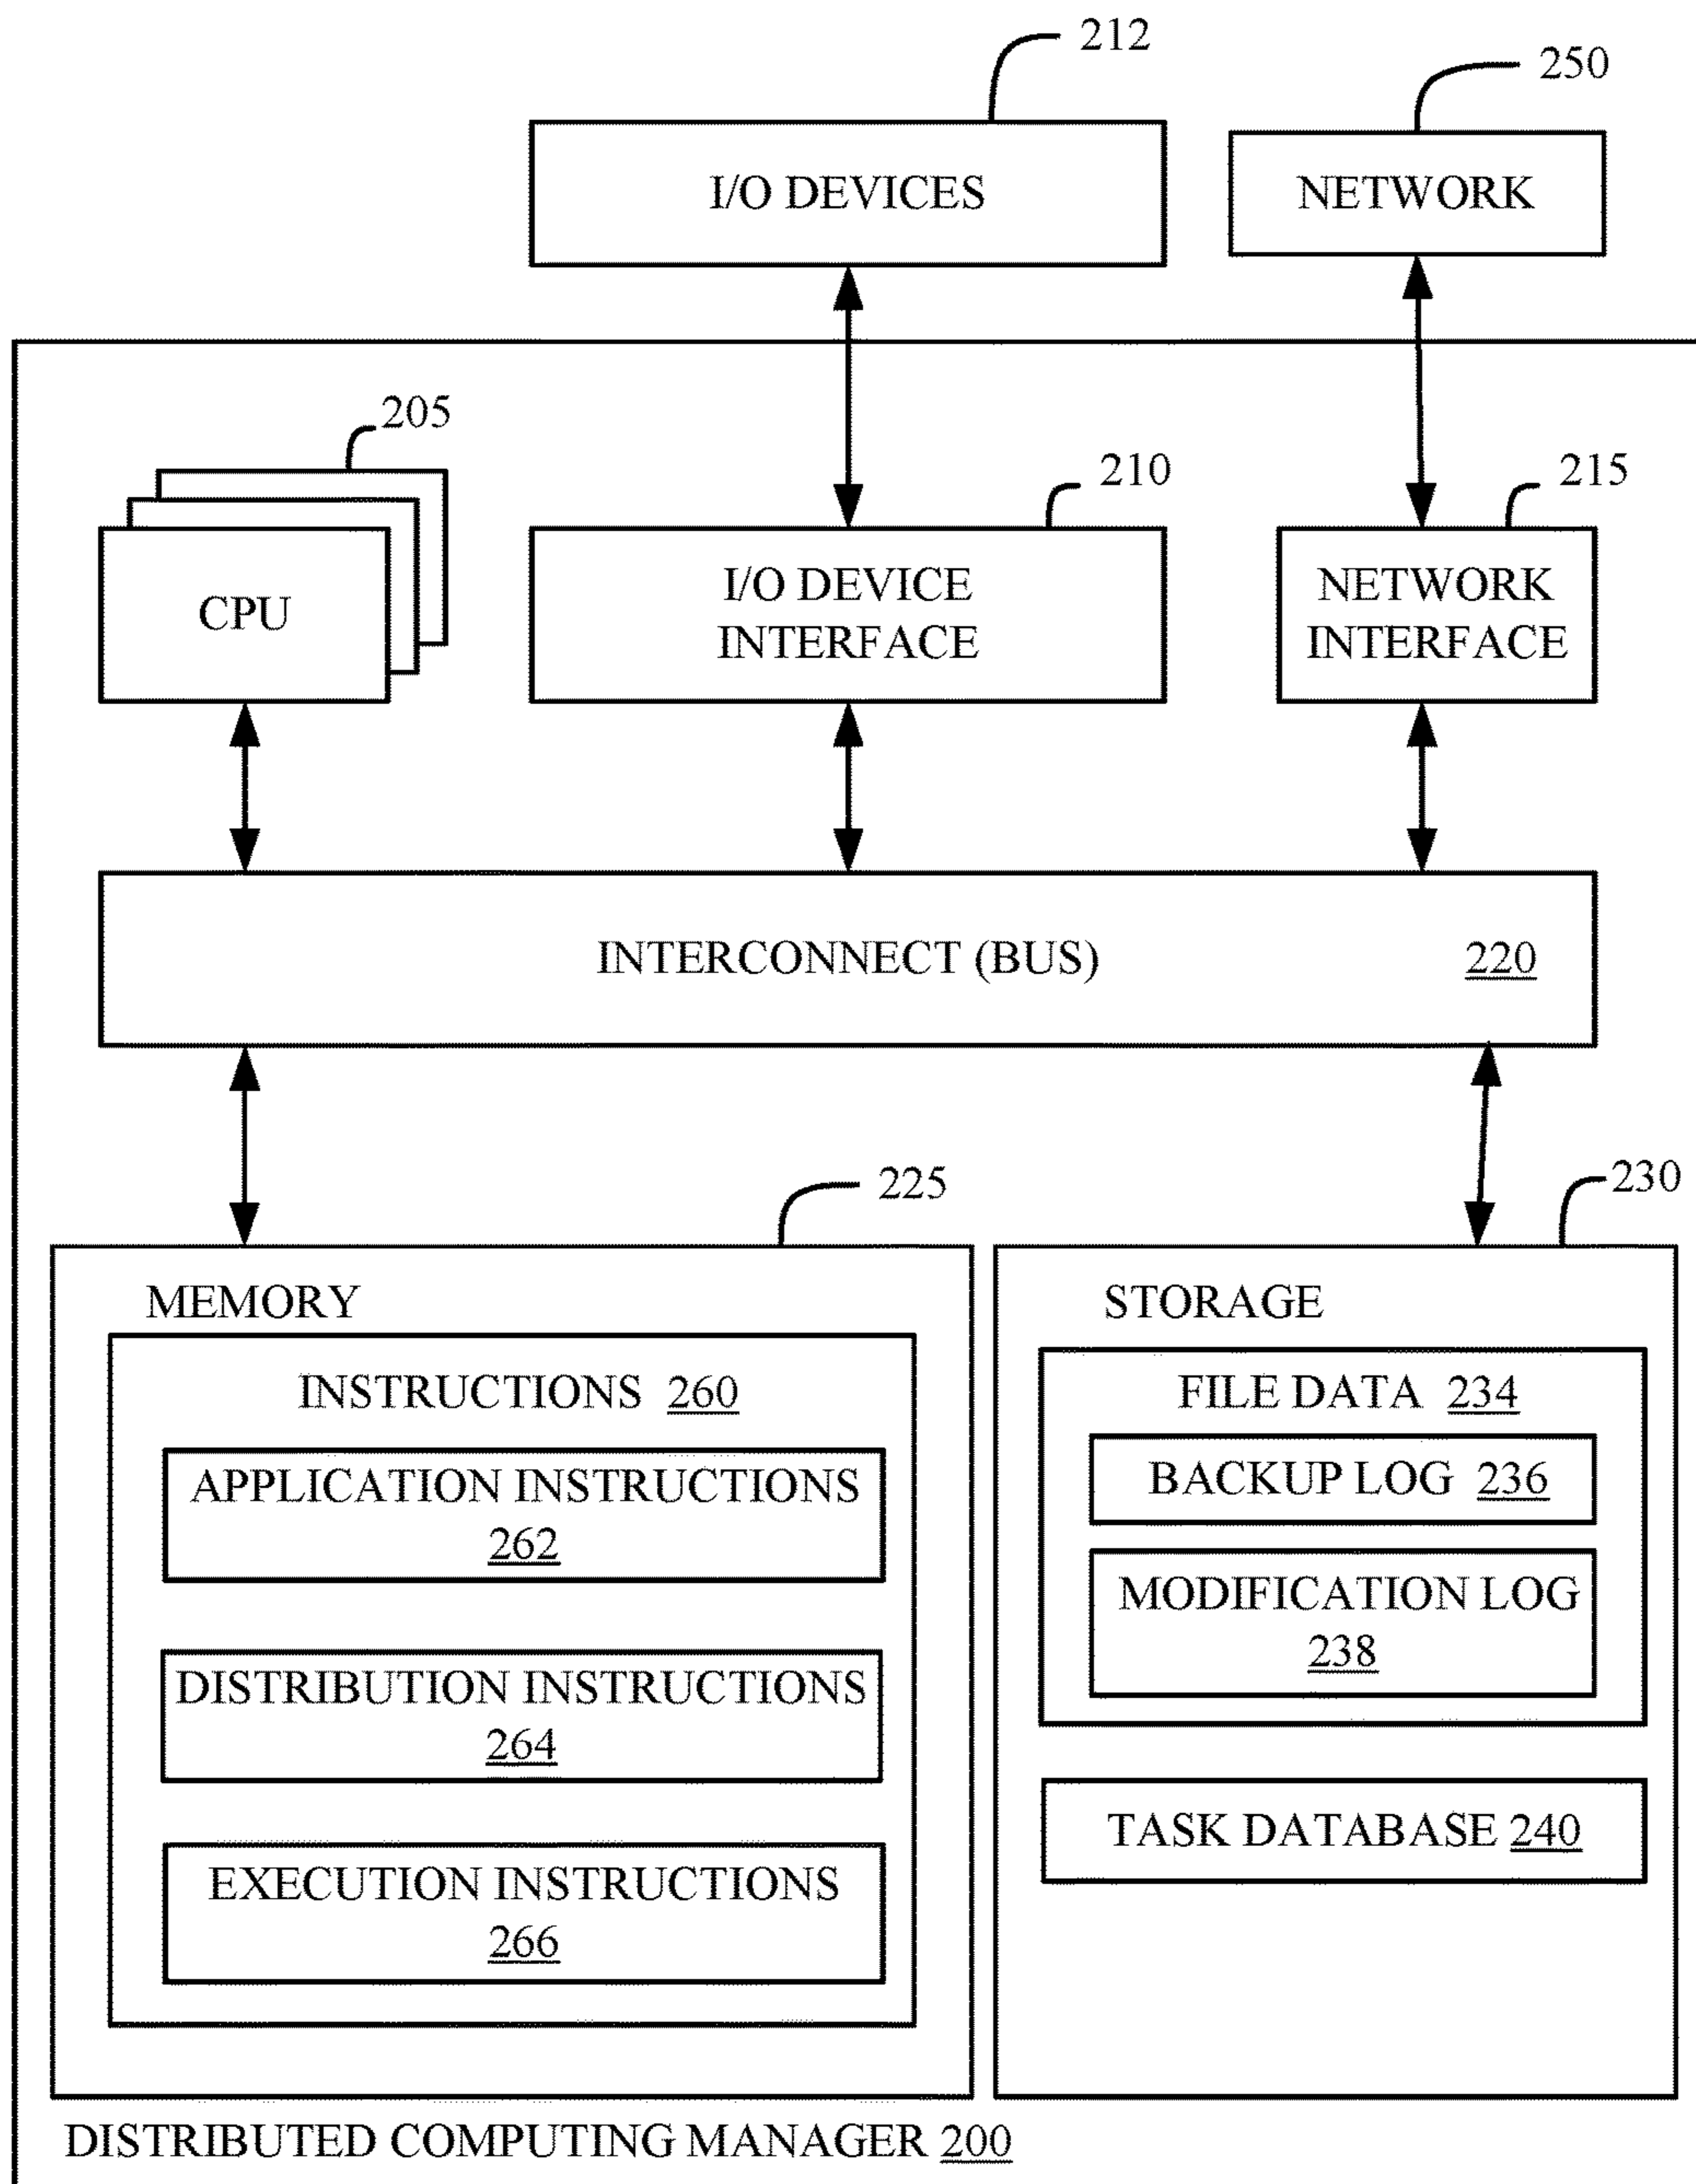 212
250
I/O DEVICES
NETWORK
205
210
215
CPU
I/O DEVICE
INTERFACE
NETWORK
INTERFACE
INTERCONNECT (BUS) 220
225
230
MEMORY
INSTRUCTIONS 260
APPLICATION INSTRUCTIONS
262
DISTRIBUTION INSTRUCTIONS
264
EXECUTION INSTRUCTIONS
266
STORAGE
FILE DATA 234
BACKUP LOG 236
MODIFICATION LOG
238
TASK DATABASE 240
DISTRIBUTED COMPUTING MANAGER 200